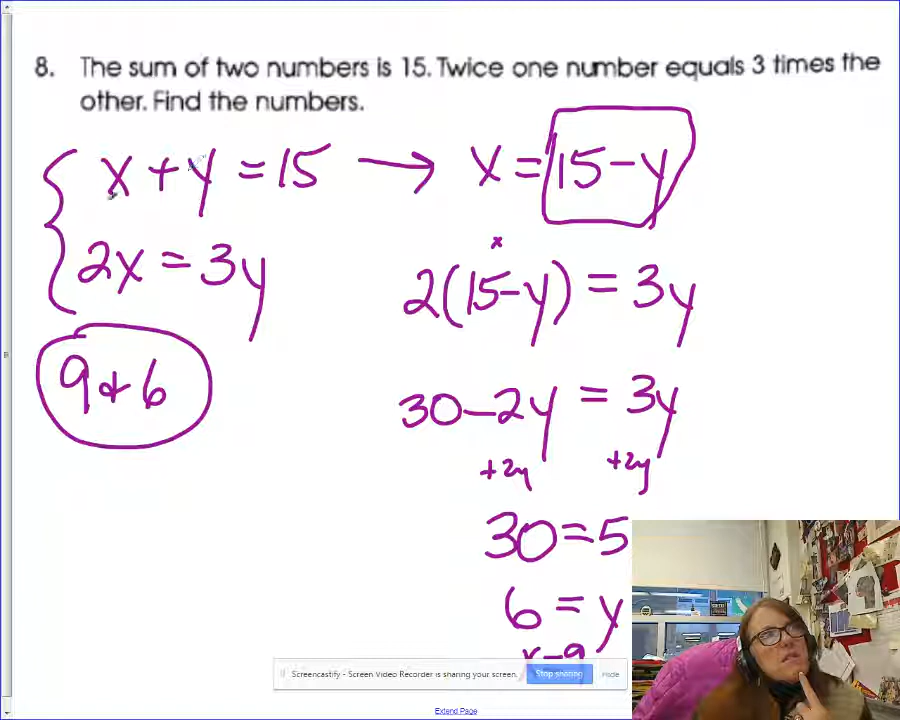 8. The sum of two numbers is 15. Twice one number equals 3 times the
other. Find the numbers.
x + y = 15 → x = 15 - y
2x = 3y
x
2(15 - y) = 3y
9 + 6
30 - 2y = 3y
+2y +2y
30 = 5
6 = y
Screencastify - Screen Video Recorder is sharing your screen.
Stop sharing
Hide
Extend Page